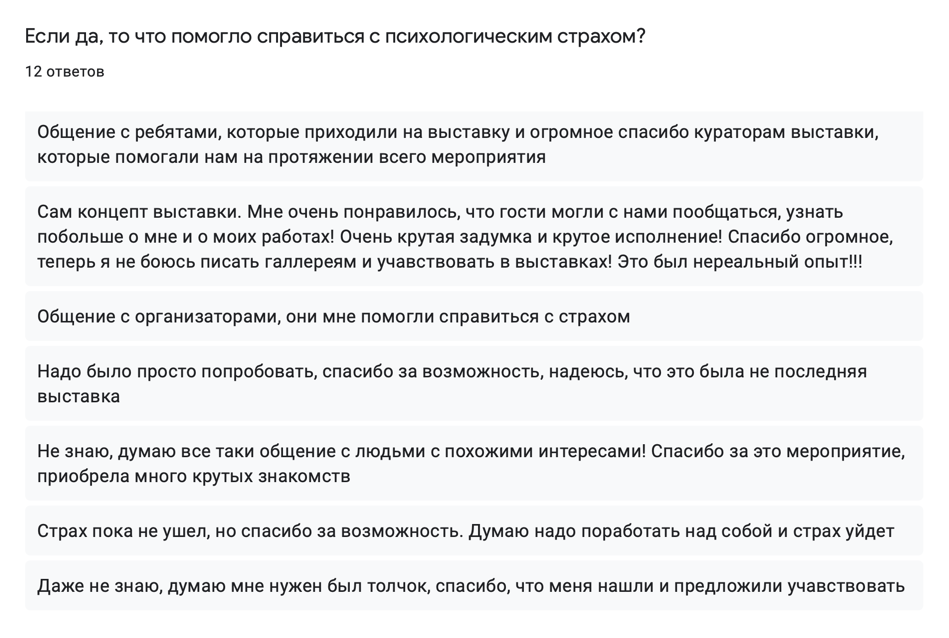 Если да, то что помогло справиться с психологическим страхом?
12 ответов
Общение с ребятами, которые приходили на выставку и огромное спасибо кураторам выставки,
которые помогали нам на протяжении всего мероприятия
Сам концепт выставки. Мне очень понравилось, что гости могли с нами пообщаться, узнать
побольше о мне и о моих работах! Очень крутая задумка и крутое исполнение! Спасибо огромное,
теперь я не боюсь писать галлереям и учавствовать в выставках! Это был нереальный опыт!!!
Общение с организаторами, они мне помогли справиться с страхом
Надо было просто попробовать, спасибо за возможность, надеюсь, что это была не последняя
выставка
Не знаю, думаю все таки общение с людьми с похожими интересами! Спасибо за это мероприятие,
приобрела много крутых знакомств
Страх пока не ушел, но спасибо за возможность. Думаю надо поработать над собой и страх уйдет
Даже не знаю, думаю мне нужен был толчок, спасибо, что меня нашли и предложили учавствовать